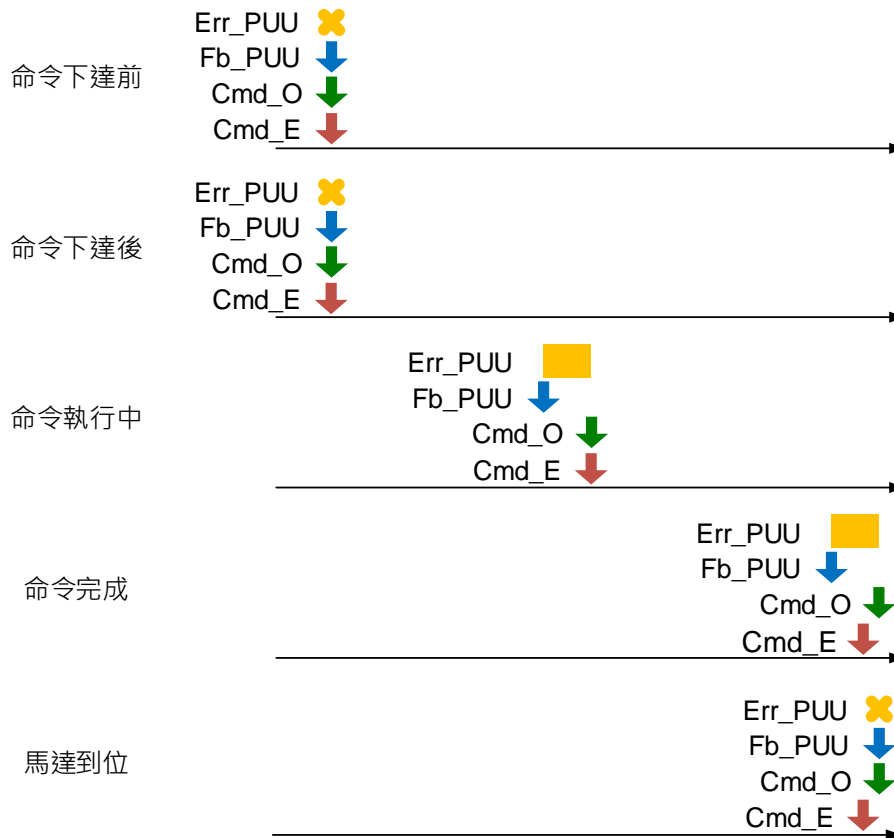 Err_PUU
Fb_PUU
命令下達前
Cmd_O
Cmd_E
Err_PUU
Fb_PUU
命令下達後
Cmd_O
Cmd_E
Err_PUU
Fb_PUU
命令執行中
Cmd_O
Cmd_E
Err_PUU
Fb_PUU
命令完成
Cmd_O
Cmd_E
Err_PUU
Fb_PUU
馬達到位
Cmd_O
Cmd_E